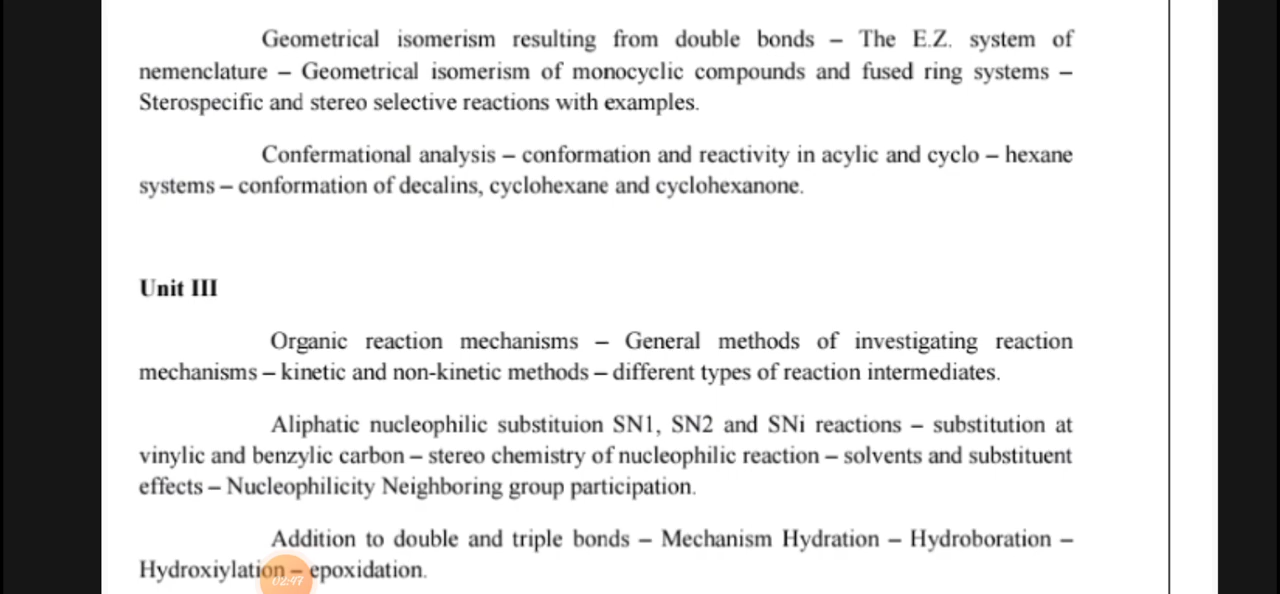 Geometrical isomerism resulting from double bonds – The E.Z. system of
nemenclature – Geometrical isomerism of monocyclic compounds and fused ring systems –
Sterospecific and stereo selective reactions with examples.
Confermational analysis – conformation and reactivity in acylic and cyclo – hexane
systems – conformation of decalins, cyclohexane and cyclohexanone.
Unit III
Organic reaction mechanisms – General methods of investigating reaction
mechanisms – kinetic and non-kinetic methods – different types of reaction intermediates.
Aliphatic nucleophilic substituion SN1, SN2 and SNi reactions – substitution at
vinylic and benzylic carbon – stereo chemistry of nucleophilic reaction – solvents and substituent
effects – Nucleophilicity Neighboring group participation.
Addition to double and triple bonds – Mechanism Hydration – Hydroboration –
Hydroxiylation – epoxidation.
02:47